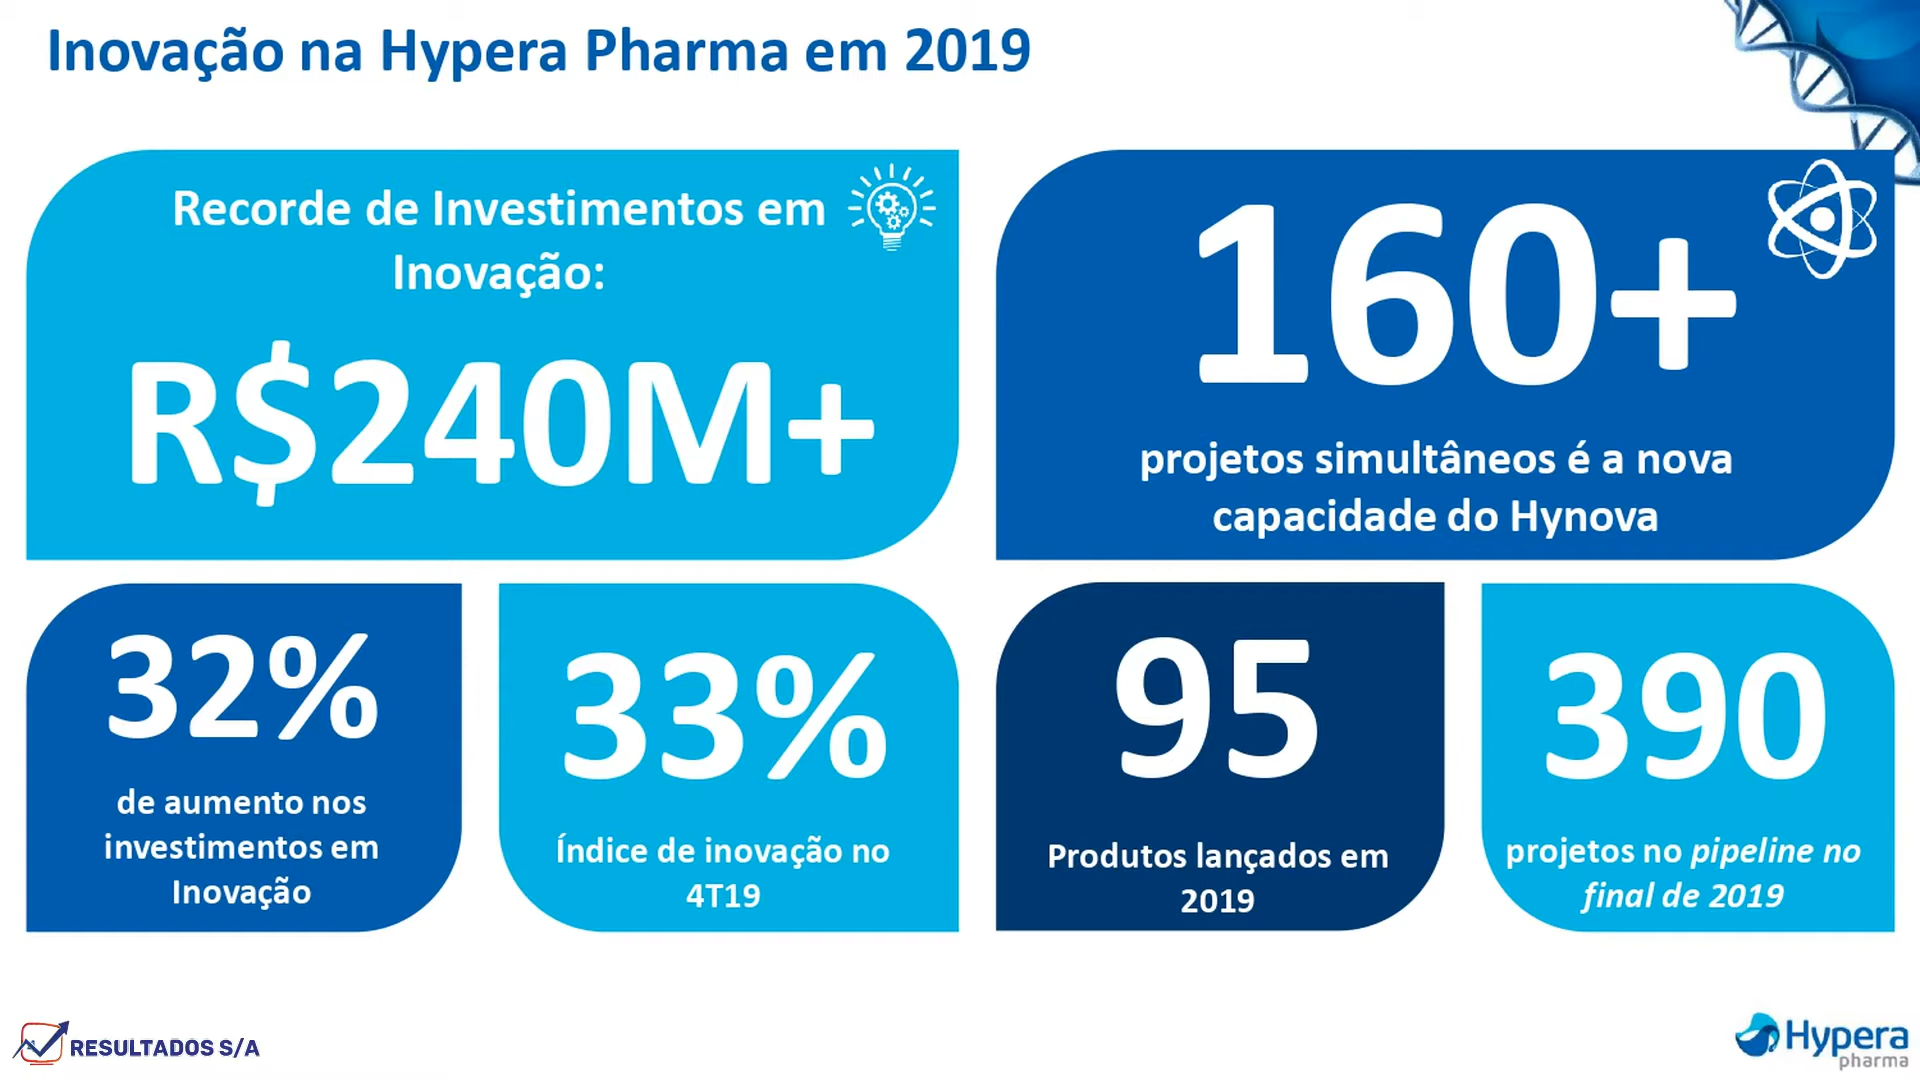 Inovação na Hypera Pharma em 2019
Recorde de Investimentos em
Inovação:
R$240M+
160+
projetos simultâneos é a nova
capacidade do Hynova
32%
de aumento nos
investimentos em
Inovação
33%
Índice de inovação no
4T19
95
Produtos lançados em
2019
390
projetos no pipeline no
final de 2019
RESULTADOS S/A
Hypera
pharma